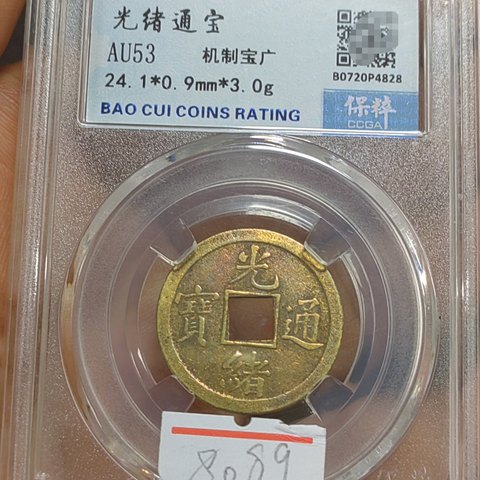 光绪通宝
AU53 机制宝广
24.1*0.9mm*3.0g
B0720P4828
BAO CUI COINS RATING
保粹
CCGA
光
寶 通
緒
8089